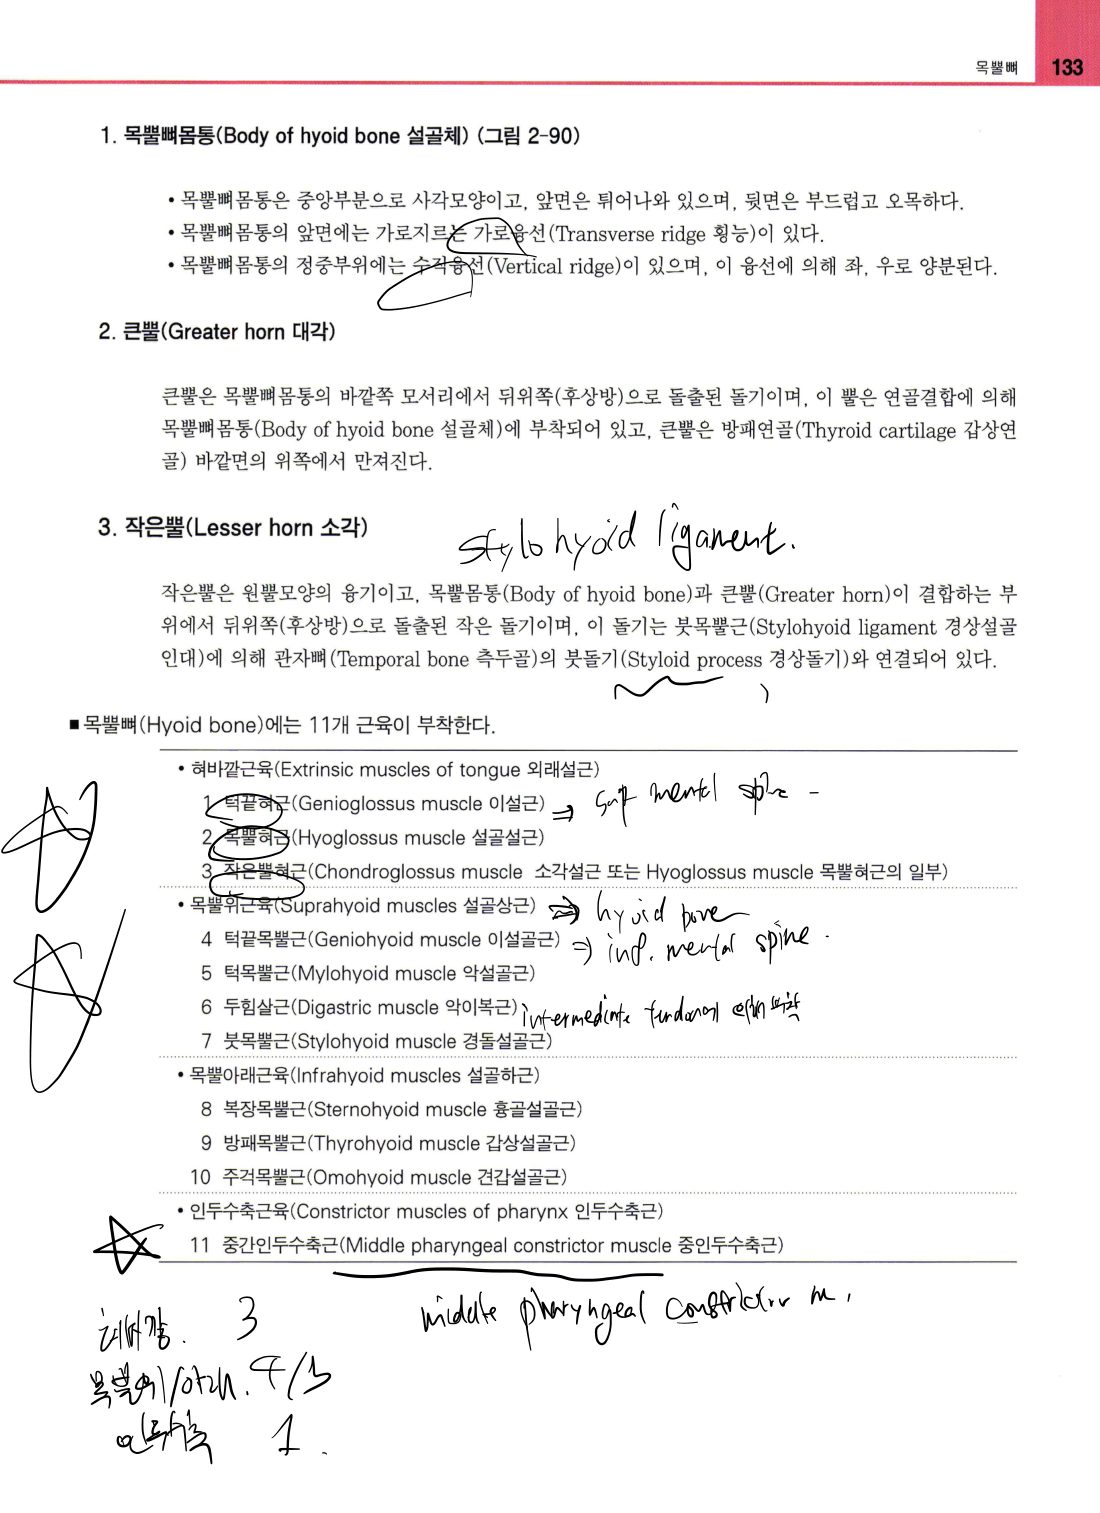 목뿔뼈 133
1. 목뿔뼈몸통(Body of hyoid bone 설골체) (그림 2-90)
• 목뿔뼈몸통은 중앙부분으로 사각모양이고, 앞면은 튀어나와 있으며, 뒷면은 부드럽고 오목하다.
• 목뿔뼈몸통의 앞면에는 가로지르는 가로융선(Transverse ridge 횡능)이 있다.
• 목뿔뼈몸통의 정중부위에는 수직융선(Vertical ridge)이 있으며, 이 융선에 의해 좌, 우로 양분된다.
2. 큰뿔(Greater horn 대각)
큰뿔은 목뿔뼈몸통의 바깥쪽 모서리에서 뒤위쪽(후상방)으로 돌출된 돌기이며, 이 뿔은 연골결합에 의해
목뿔뼈몸통(Body of hyoid bone 설골체)에 부착되어 있고, 큰뿔은 방패연골(Thyroid cartilage 갑상연
골) 바깥면의 위쪽에서 만져진다.
3. 작은뿔(Lesser horn 소각)
stylohyoid ligament.
작은뿔은 원뿔모양의 융기이고, 목뿔몸통(Body of hyoid bone)과 큰뿔(Greater horn)이 결합하는 부
위에서 뒤위쪽(후상방)으로 돌출된 작은 돌기이며, 이 돌기는 붓목뿔근(Stylohyoid ligament 경상설골
인대)에 의해 관자뼈(Temporal bone 측두골)의 붓돌기(Styloid process 경상돌기)와 연결되어 있다.
■ 목뿔뼈(Hyoid bone)에는 11개 근육이 부착한다.
• 혀바깥근육(Extrinsic muscles of tongue 외래설근)
1 턱끝혀근(Genioglossus muscle 이설근) ⇒ sup mental spine
2 목뿔혀근(Hyoglossus muscle 설골설근)
3 작은뿔혀근(Chondroglossus muscle 소각설근 또는 Hyoglossus muscle 목뿔혀근의 일부)
• 목뿔위근육(Suprahyoid muscles 설골상근) ⇒ hyoid bone
4 턱끝목뿔근(Geniohyoid muscle 이설골근) ⇒ inf. mental spine.
5 턱목뿔근(Mylohyoid muscle 악설골근)
6 두힘살근(Digastric muscle 악이복근) intermediate tendon에 의해 부착
7 붓목뿔근(Stylohyoid muscle 경돌설골근)
• 목뿔아래근육(Infrahyoid muscles 설골하근)
8 복장목뿔근(Sternohyoid muscle 흉골설골근)
9 방패목뿔근(Thyrohyoid muscle 갑상설골근)
10 주걱목뿔근(Omohyoid muscle 견갑설골근)
• 인두수축근육(Constrictor muscles of pharynx 인두수축근)
11 중간인두수축근(Middle pharyngeal constrictor muscle 중인두수축근)
middle pharyngeal constrictor m.
혀바깥. 3
목뿔위/아래. 4/3
인두수축 1.